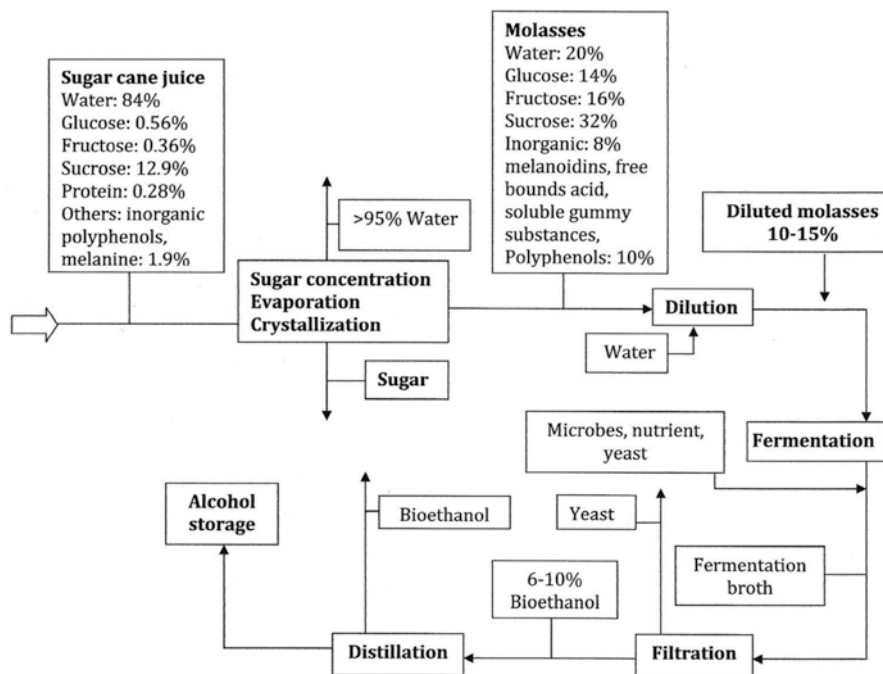 Sugar cane juice
Water: 84%
Glucose: 0.56%
Fructose: 0.36%
Sucrose: 12.9%
Protein: 0.28%
Others: inorganic
polyphenols,
melanine: 1.9%
>95% Water
Molasses
Water: 20%
Glucose: 14%
Fructose: 16%
Sucrose: 32%
Inorganic: 8%
melanoidins, free
bounds acid,
soluble gummy
substances,
Polyphenols: 10%
Diluted molasses
10-15%
Sugar concentration
Evaporation
Crystallization
Dilution
Water
Sugar
Microbes, nutrient,
yeast
Fermentation
Alcohol
storage
Bioethanol
Yeast
6-10%
Bioethanol
Fermentation
broth
Distillation
Filtration